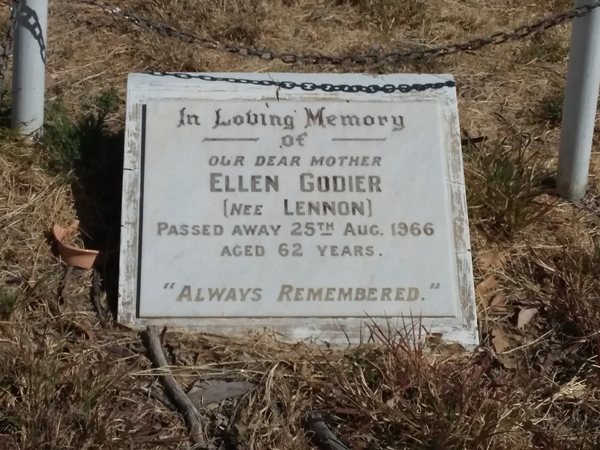 In Loving Memory
of
OUR DEAR MOTHER
ELLEN GODIER
(NEE LENNON)
PASSED AWAY 25TH AUG. 1966
AGED 62 YEARS.
"ALWAYS REMEMBERED."